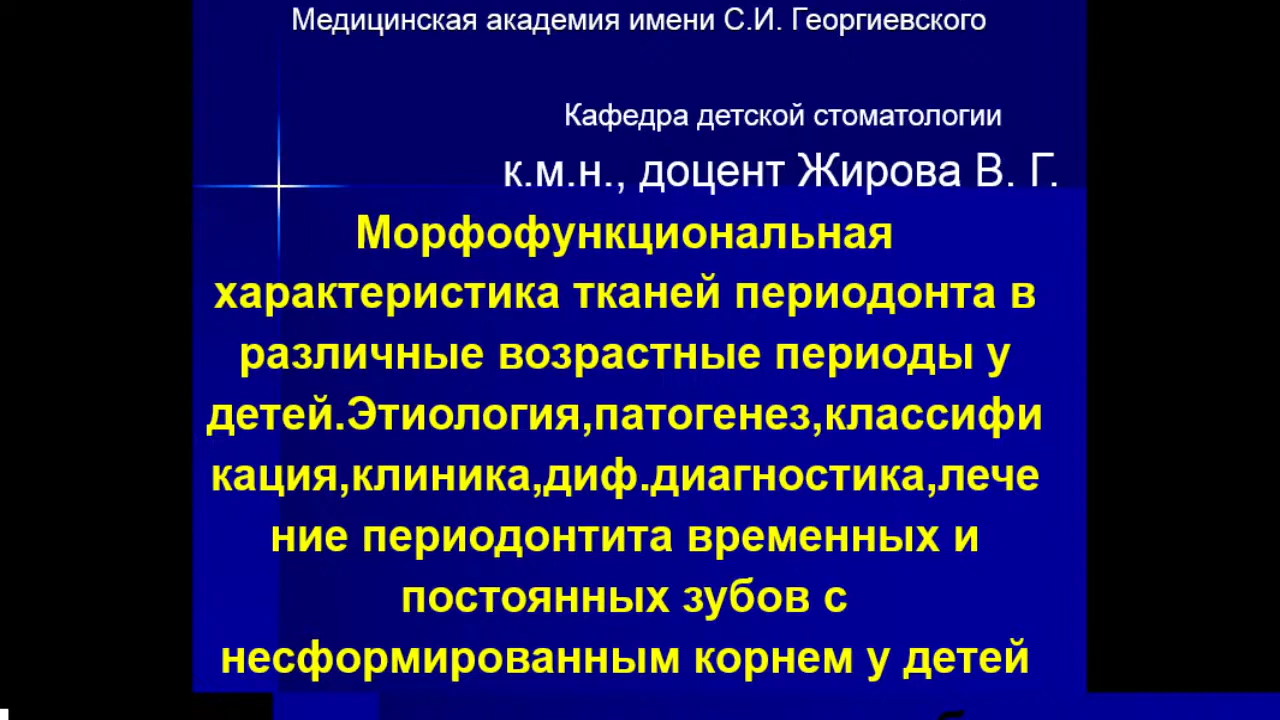 Медицинская академия имени С.И. Георгиевского
Кафедра детской стоматологии
к.м.н., доцент Жирова В. Г.
Морфофункциональная
характеристика тканей периодонта в
различные возрастные периоды у
детей.Этиология,патогенез,классифи
кация,клиника,диф.диагностика,лече
ние периодонтита временных и
постоянных зубов с
несформированным корнем у детей